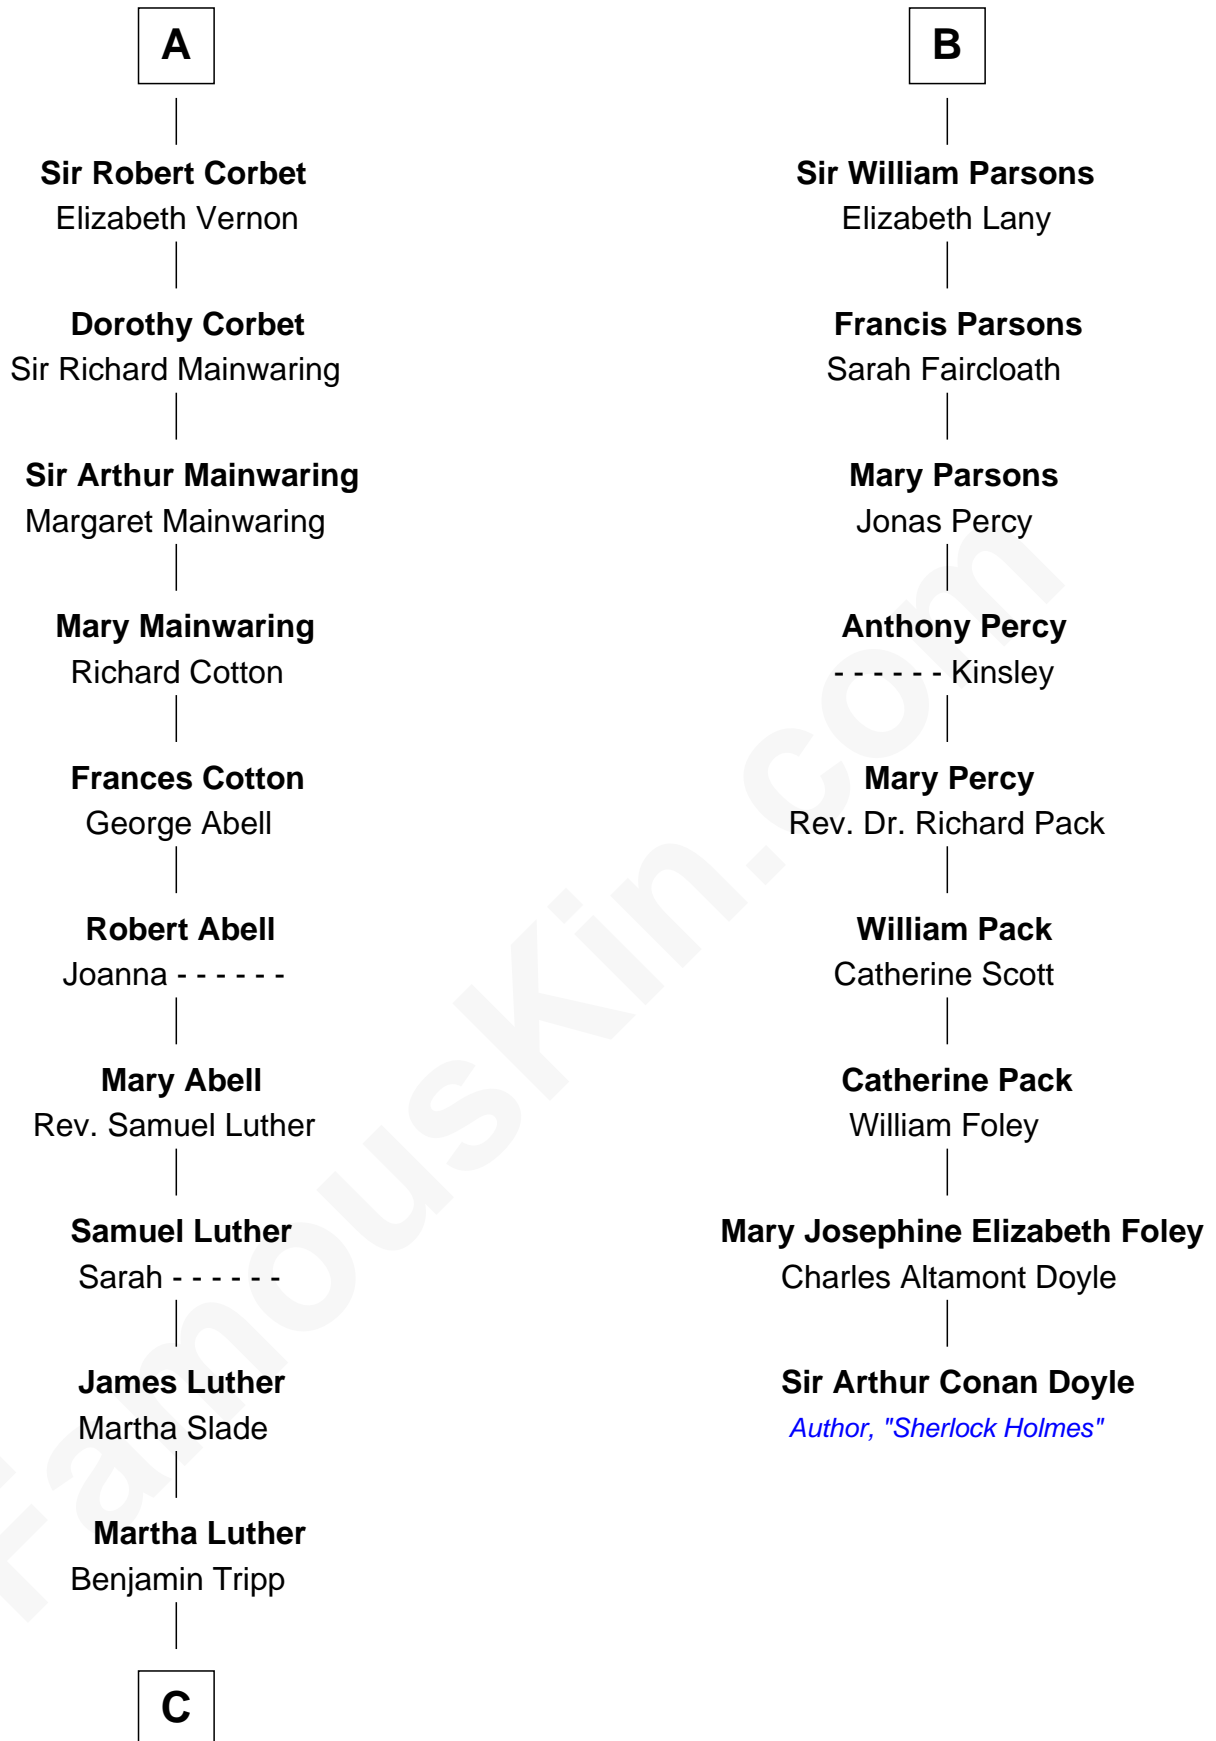 A
Sir Robert Corbet
Elizabeth Vernon
Dorothy Corbet
Sir Richard Mainwaring
Sir Arthur Mainwaring
Margaret Mainwaring
Mary Mainwaring
Richard Cotton
Frances Cotton
George Abell
Robert Abell
Joanna - - - - - -
Mary Abell
Rev. Samuel Luther
Samuel Luther
Sarah - - - - - -
James Luther
Martha Slade
Martha Luther
Benjamin Tripp
C
B
Sir William Parsons
Elizabeth Lany
Francis Parsons
Sarah Faircloath
Mary Parsons
Jonas Percy
Anthony Percy
- - - - - - Kinsley
Mary Percy
Rev. Dr. Richard Pack
William Pack
Catherine Scott
Catherine Pack
William Foley
Mary Josephine Elizabeth Foley
Charles Altamont Doyle
Sir Arthur Conan Doyle
Author, "Sherlock Holmes"
FamousKin.com